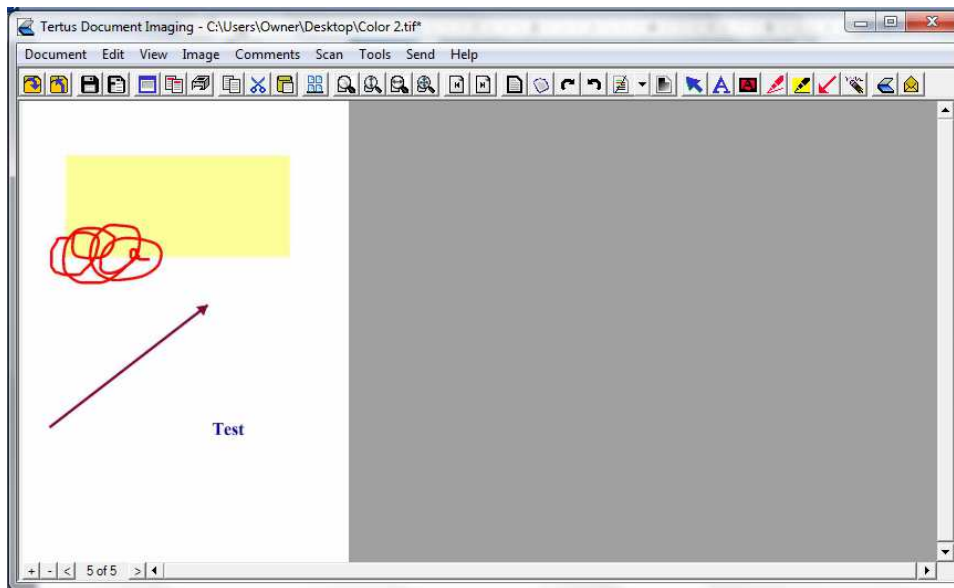 Tertus Document Imaging - C:\Users\Owner\Desktop\Color 2.tif*
Document Edit View Image Comments Scan Tools Send Help
Test
+ - < 5 of 5 >